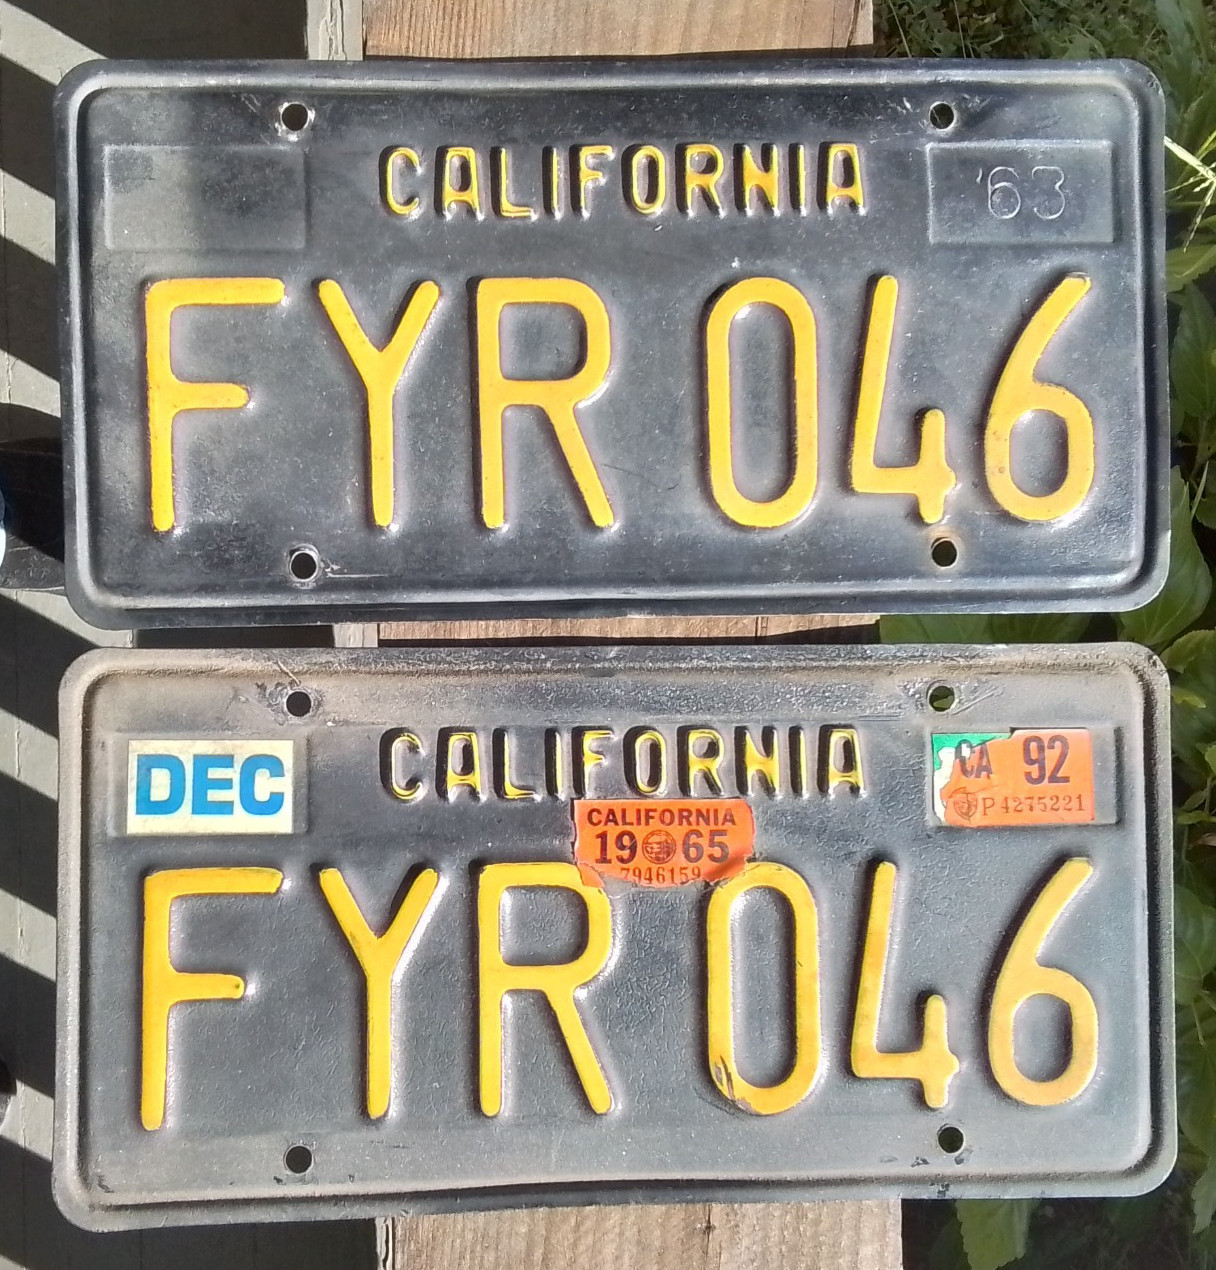 CALIFORNIA
'63
FYR 046
DEC
CALIFORNIA
CA 92
P4275221
CALIFORNIA
19 65
7946159
FYR 046